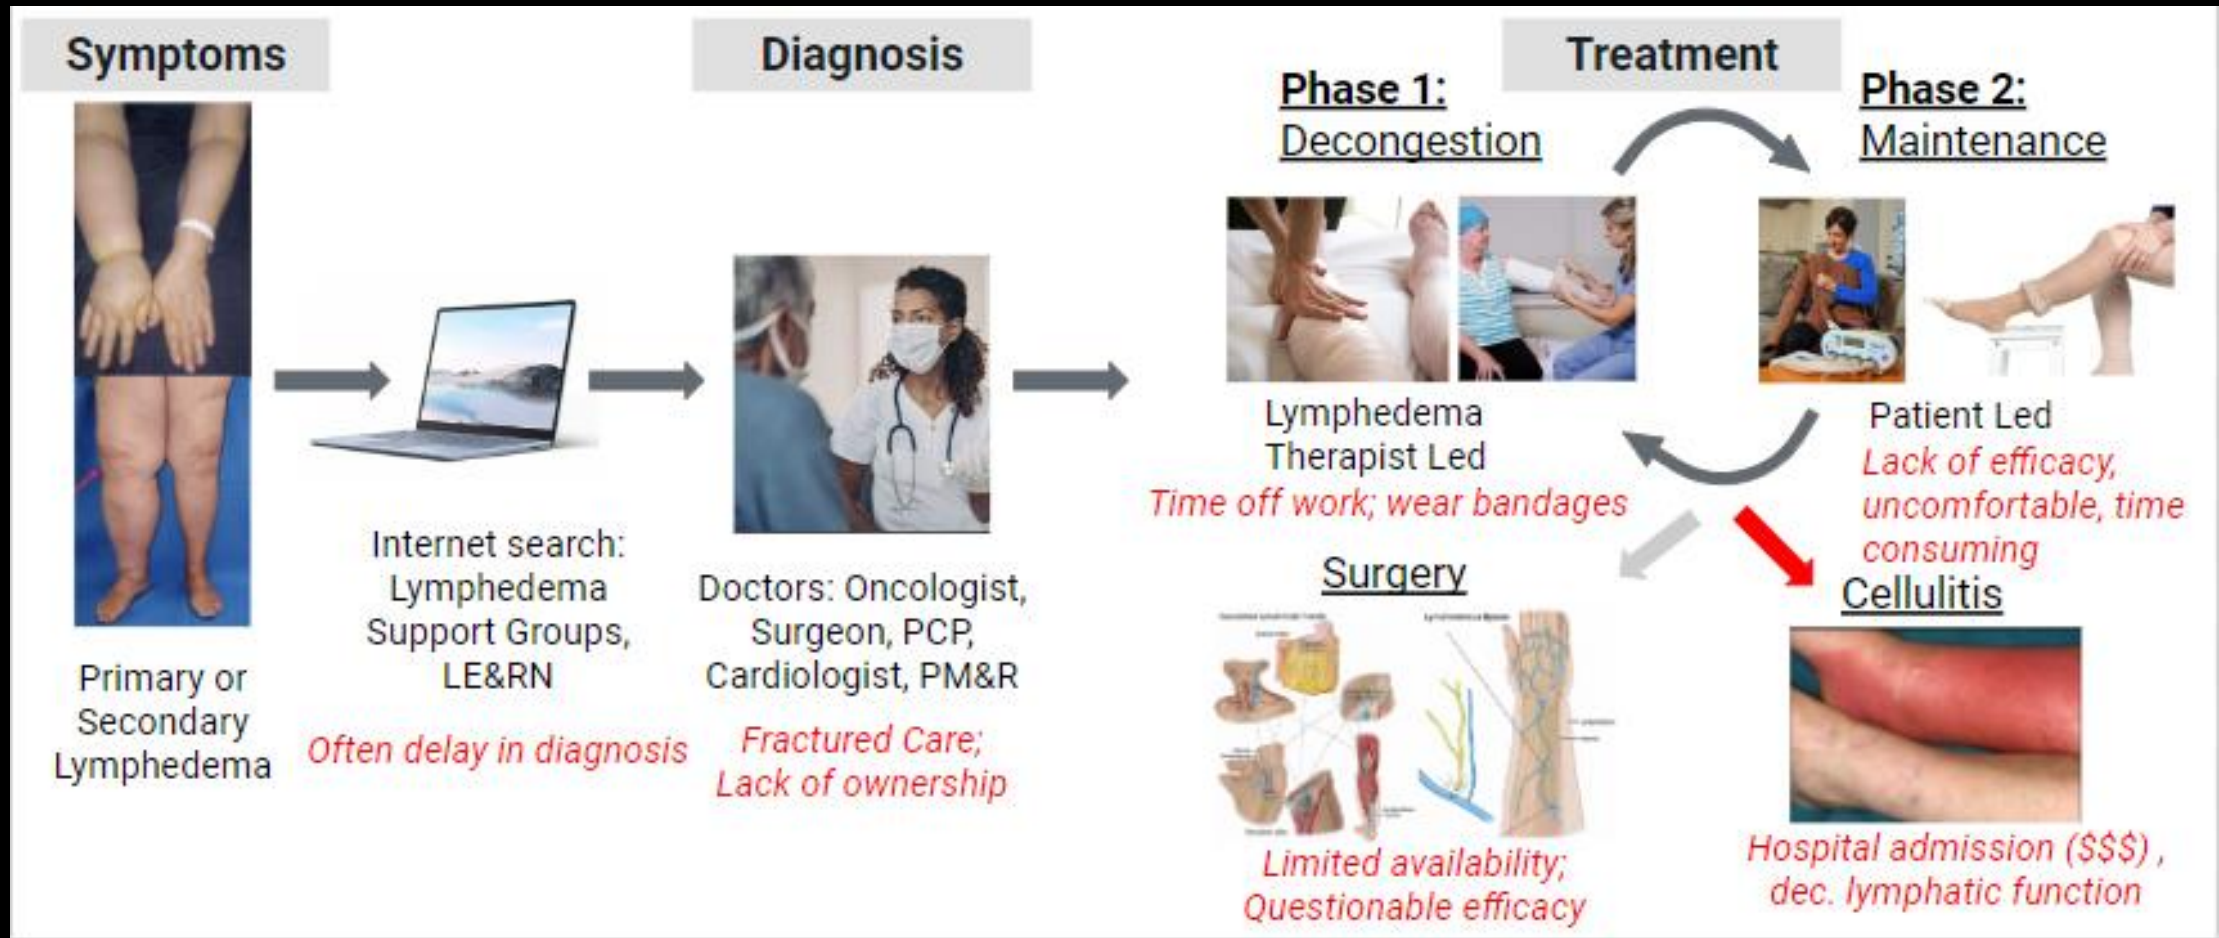 Symptoms
Primary or
Secondary
Lymphedema
Internet search:
Lymphedema
Support Groups,
LE&RN
Often delay in diagnosis
Diagnosis
Doctors: Oncologist,
Surgeon, PCP,
Cardiologist, PM&R
Fractured Care;
Lack of ownership
Treatment
Phase 1:
Decongestion
Lymphedema
Therapist Led
Time off work; wear bandages
Phase 2:
Maintenance
Patient Led
Lack of efficacy,
uncomfortable, time
consuming
Surgery
Limited availability;
Questionable efficacy
Cellulitis
Hospital admission ($$$) ,
dec. lymphatic function